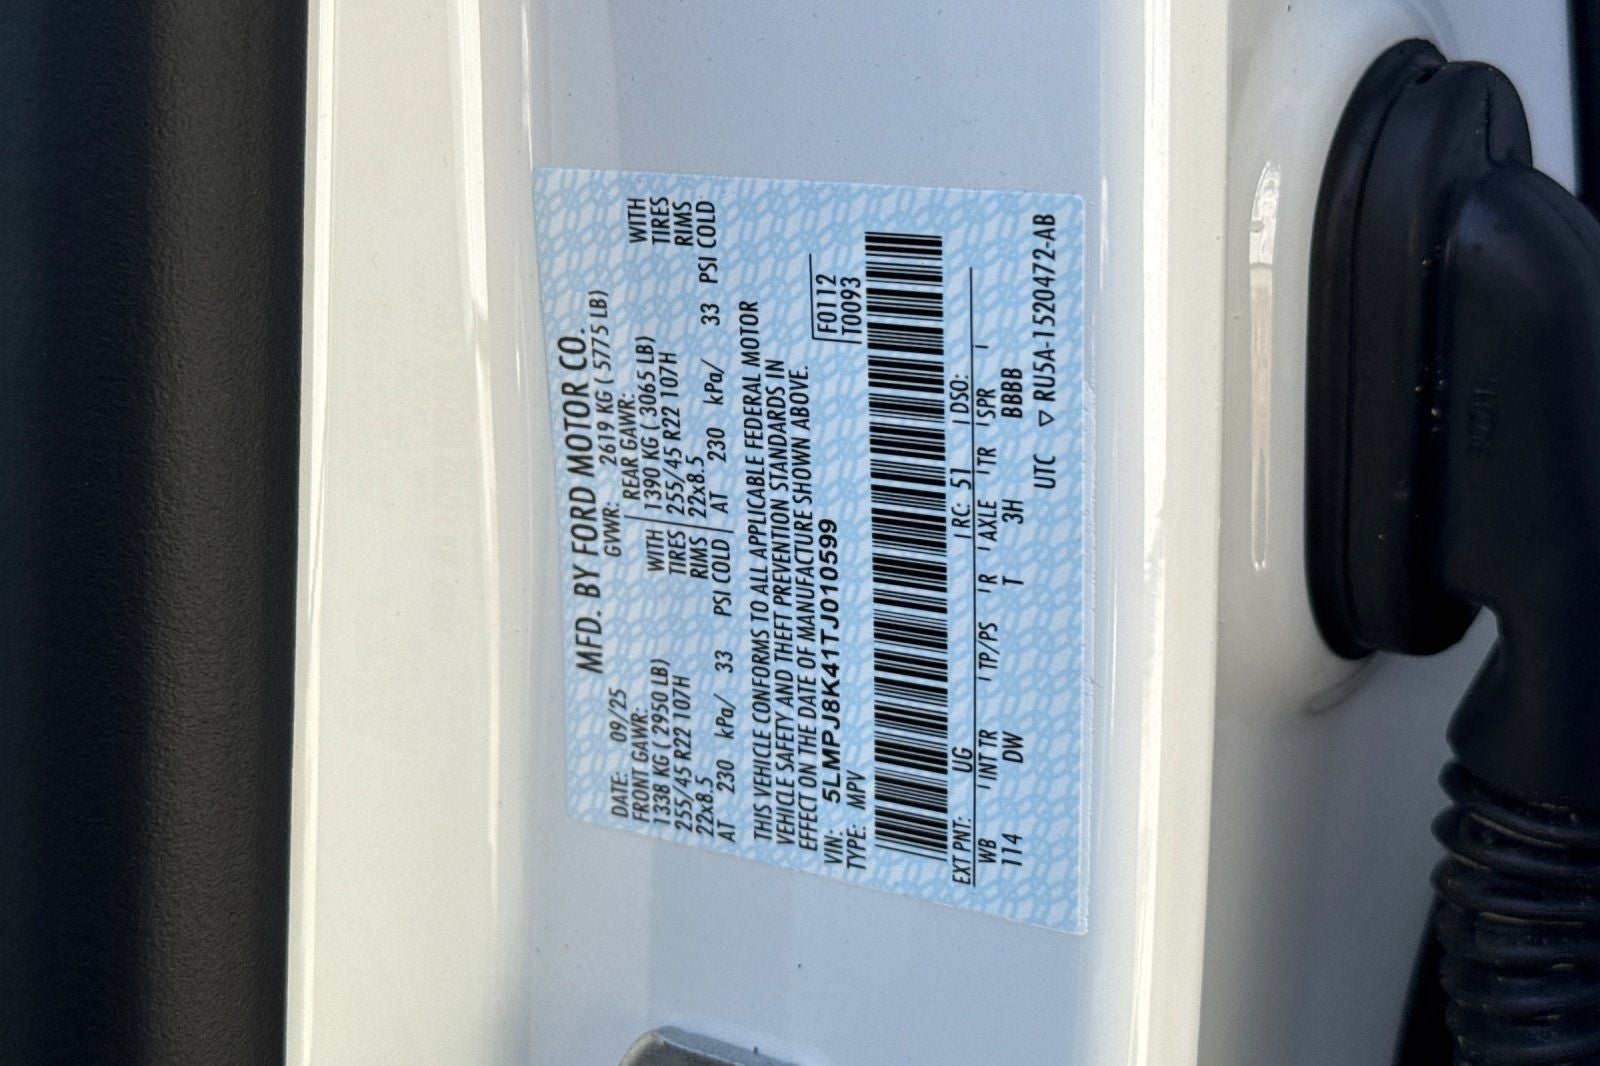 MFD. BY FORD MOTOR CO.
DATE: 09/25 GVWR: 2619 KG ( 5775 LB)
FRONT GAWR: REAR GAWR:
1338 KG ( 2950 LB) WITH 1390 KG ( 3065 LB) WITH
255/45 R22 107H TIRES 255/45 R22 107H TIRES
22x8.5 RIMS 22x8.5 RIMS
AT 230 kPa/ 33 PSI COLD AT 230 kPa/ 33 PSI COLD
THIS VEHICLE CONFORMS TO ALL APPLICABLE FEDERAL MOTOR
VEHICLE SAFETY AND THEFT PREVENTION STANDARDS IN
EFFECT ON THE DATE OF MANUFACTURE SHOWN ABOVE.
VIN: 5LMPJ8K41TJ010599 F0112
TYPE: MPV T0093
EXT PNT: UG RC: 51 DSO:
WB INT TR TP/PS R AXLE TR SPR
114 DW T 3H BBBB
UTC ▽ RU5A-1520472-AB